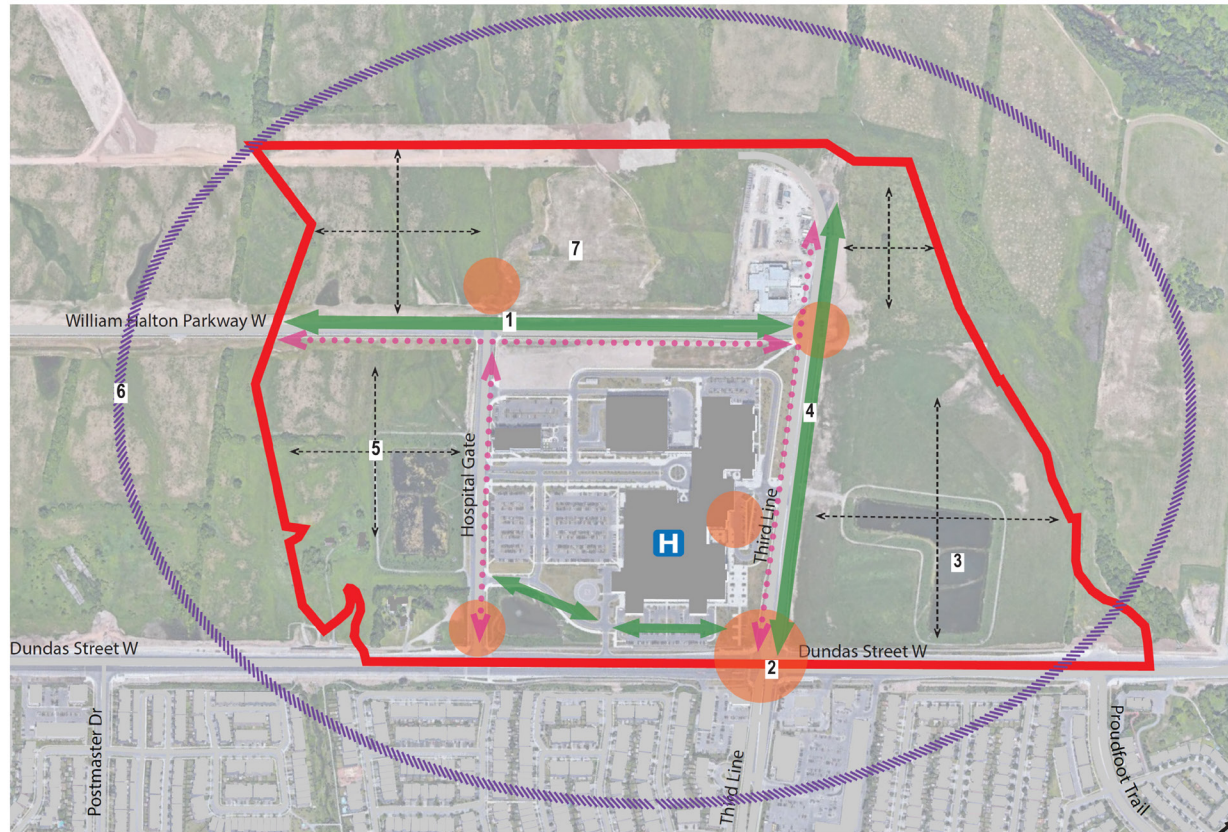 7
William Halton Parkway W
1
6
4
5
Hospital Gate
Third Line
H
3
Dundas Street W
Dundas Street W
2
Postmaster Dr
Third Line
Proudfoot Trail